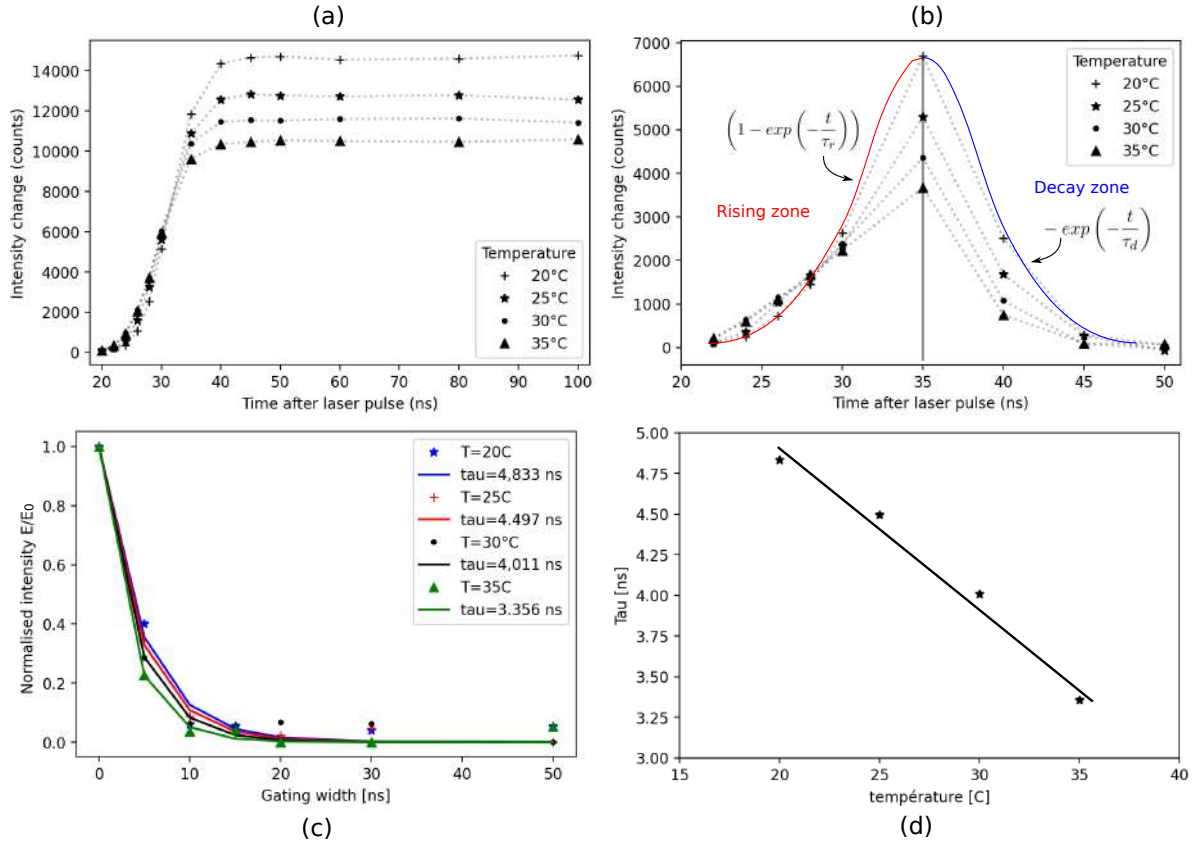 (a)
14000
12000
10000
8000
6000
4000
2000
0
Intensity change (counts)
Temperature
20°C
25°C
30°C
35°C
20 30 40 50 60 70 80 90 100
Time after laser pulse (ns)
(b)
7000
6000
5000
4000
3000
2000
1000
0
Intensity change (counts)
Temperature
20°C
25°C
30°C
35°C
(1 − exp(−t/τr))
Rising zone
Decay zone
− exp(−t/τd)
20 25 30 35 40 45 50
Time after laser pulse (ns)
1.0
0.8
0.6
0.4
0.2
0.0
Normalised intensity E/E0
T=20C
tau=4,833 ns
T=25C
tau=4.497 ns
T=30°C
tau=4,011 ns
T=35C
tau=3.356 ns
0 10 20 30 40 50
Gating width [ns]
(c)
5.00
4.75
4.50
4.25
4.00
3.75
3.50
3.25
3.00
Tau [ns]
15 20 25 30 35 40
température [C]
(d)